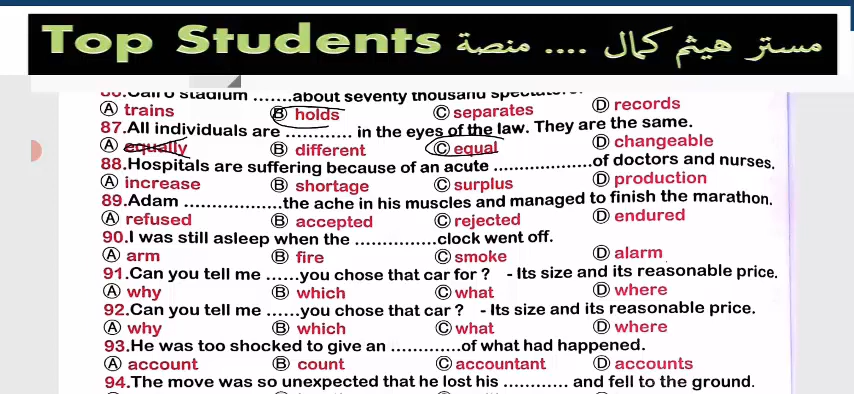 Top Students منصة .... مستر هيثم كمال
86.Cairo stadium .......about seventy thousand spectators.
Ⓐ trains Ⓑ holds Ⓒ separates Ⓓ records
87.All individuals are ............ in the eyes of the law. They are the same.
Ⓐ equally Ⓑ different Ⓒ equal Ⓓ changeable
88.Hospitals are suffering because of an acute ..................of doctors and nurses.
Ⓐ increase Ⓑ shortage Ⓒ surplus Ⓓ production
89.Adam ..................the ache in his muscles and managed to finish the marathon.
Ⓐ refused Ⓑ accepted Ⓒ rejected Ⓓ endured
90.I was still asleep when the ...............clock went off.
Ⓐ arm Ⓑ fire Ⓒ smoke Ⓓ alarm
91.Can you tell me ......you chose that car for ? - Its size and its reasonable price.
Ⓐ why Ⓑ which Ⓒ what Ⓓ where
92.Can you tell me ......you chose that car ? - Its size and its reasonable price.
Ⓐ why Ⓑ which Ⓒ what Ⓓ where
93.He was too shocked to give an .............of what had happened.
Ⓐ account Ⓑ count Ⓒ accountant Ⓓ accounts
94.The move was so unexpected that he lost his ............ and fell to the ground.